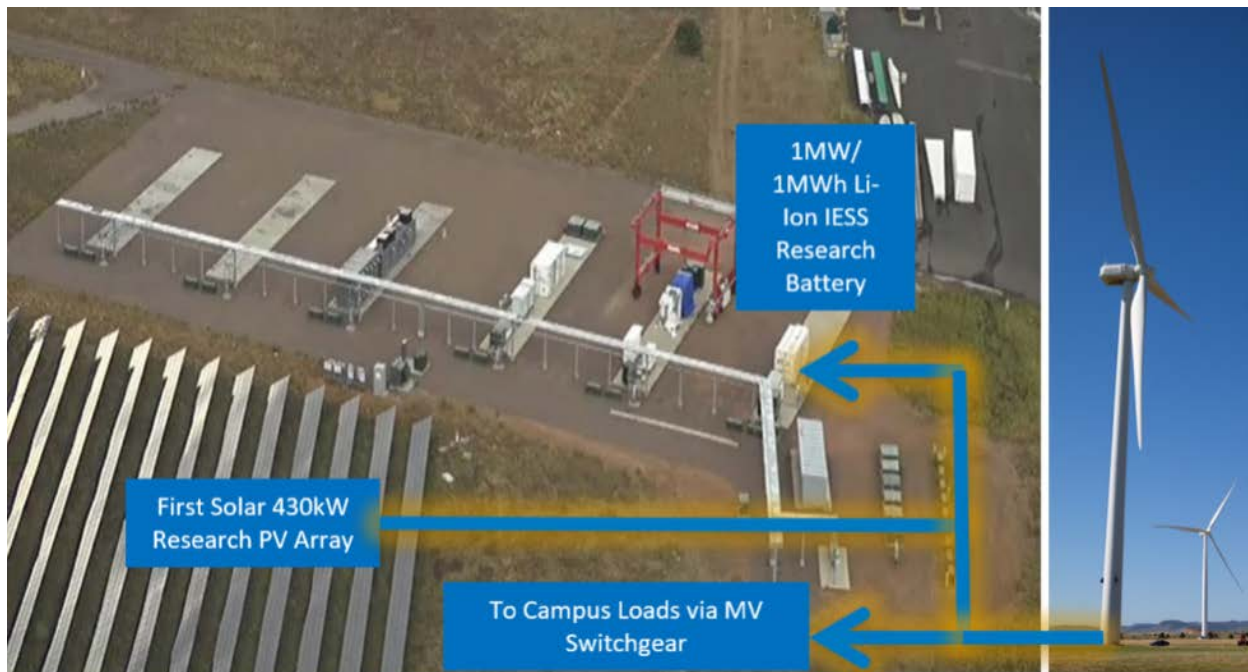 1MW/
1MWh Li-
Ion IESS
Research
Battery
First Solar 430kW
Research PV Array
To Campus Loads via MV
Switchgear